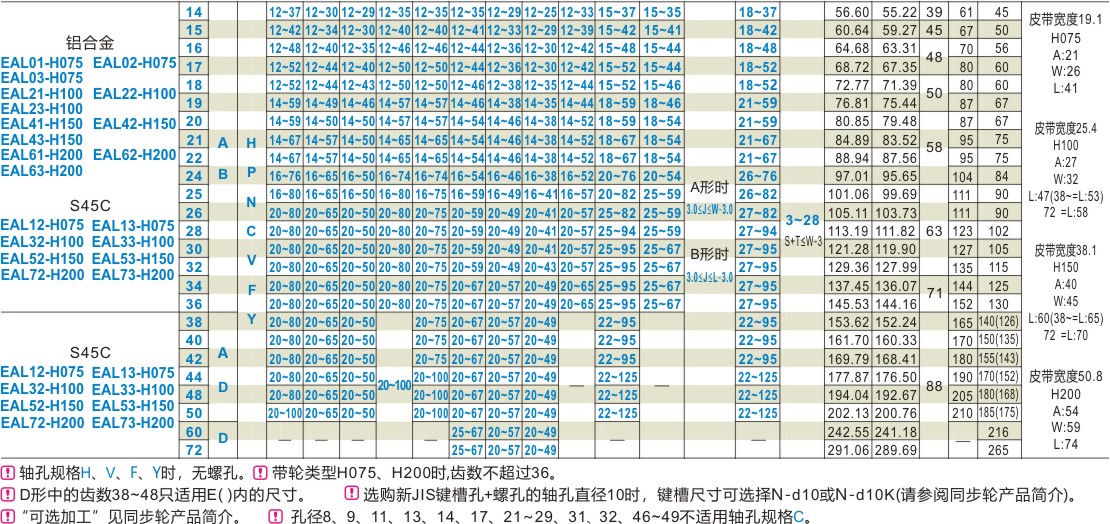 铝合金
EAL01-H075 EAL02-H075
EAL03-H075
EAL21-H100 EAL22-H100
EAL23-H100
EAL41-H150 EAL42-H150
EAL43-H150
EAL61-H200 EAL62-H200
EAL63-H200
S45C
EAL12-H075 EAL13-H075
EAL32-H100 EAL33-H100
EAL52-H150 EAL53-H150
EAL72-H200 EAL73-H200
S45C
EAL12-H075 EAL13-H075
EAL32-H100 EAL33-H100
EAL52-H150 EAL53-H150
EAL72-H200 EAL73-H200
A
B
A
D
D
H
P
N
C
V
F
Y
14 12~37 12~30 12~29 12~35 12~35 12~35 12~29 12~25 12~33 15~37 15~35 18~37 56.60 55.22 39 61 45
15 12~42 12~34 12~30 12~40 12~40 12~41 12~33 12~29 12~35 15~42 15~41 18~42 60.64 59.27 45 67 50
16 12~48 12~40 12~35 12~46 12~46 12~42 12~35 12~30 12~40 15~48 15~44 18~48 64.68 63.31 48 70 56
17 12~52 12~44 12~40 12~50 12~50 12~44 12~36 12~30 12~42 15~52 15~45 18~52 68.72 67.35 80 60
18 12~52 12~44 12~43 12~50 12~50 12~44 12~38 12~35 12~44 15~52 15~45 18~52 72.77 71.39 50 80 60
19 14~59 14~49 14~46 14~57 14~57 14~46 14~38 14~35 14~44 18~59 18~46 21~59 76.81 75.44 87 67
20 14~59 14~50 14~46 14~57 14~57 14~54 14~46 14~38 14~52 18~59 18~54 21~59 80.85 79.48 87 67
21 14~67 14~57 14~50 14~65 14~65 14~54 14~46 14~38 14~52 18~67 18~54 21~67 84.89 83.52 58 95 75
22 14~67 14~57 14~50 14~65 14~65 14~54 14~46 14~38 14~52 18~67 18~54 21~67 88.94 87.56 95 75
24 16~76 16~65 16~50 16~74 16~74 16~54 16~46 16~38 16~52 20~76 20~54 26~76 97.01 95.65 104 84
25 16~80 16~65 16~50 16~80 16~75 16~59 16~49 16~41 16~57 20~82 25~59 26~82 101.06 99.69 111 90
26 20~80 20~65 20~50 20~80 20~75 20~59 20~49 20~41 20~57 25~82 25~59 27~82 105.11 103.73 111 90
28 20~80 20~65 20~50 20~80 20~75 20~59 20~49 20~41 20~57 25~94 25~59 27~94 113.19 111.82 63 123 102
30 20~80 20~65 20~50 20~80 20~75 20~59 20~49 20~41 20~57 25~95 25~67 27~95 121.28 119.90 127 105
32 20~80 20~65 20~50 20~80 20~75 20~59 20~49 20~43 20~57 25~95 25~67 27~95 129.36 127.99 135 115
34 20~80 20~65 20~50 20~80 20~75 20~67 20~57 20~49 20~57 25~95 25~67 27~95 137.45 136.07 71 144 125
36 20~80 20~65 20~50 20~80 20~75 20~67 20~57 20~49 20~65 25~95 25~67 27~95 145.53 144.16 152 130
38 20~80 20~65 20~50 20~75 20~67 20~57 20~49 22~95 22~95 153.62 152.24 165 140(126)
40 20~80 20~65 20~50 20~75 20~67 20~57 20~49 22~95 22~95 161.70 160.33 170 150(135)
42 20~80 20~65 20~50 20~75 20~67 20~57 20~49 22~95 22~95 169.79 168.41 180 155(143)
44 20~80 20~65 20~50 20~100 20~100 20~67 20~57 20~49 — 22~125 — 22~125 177.87 176.50 88 190 170(152)
48 20~80 20~65 20~50 20~100 20~67 20~57 20~49 22~125 22~125 194.04 192.67 205 180(168)
50 20~100 20~65 20~50 20~100 20~67 20~57 20~49 22~125 22~125 202.13 200.76 210 185(175)
60 — — — — — 25~67 20~57 20~49 — — 242.55 241.18 — 216
72 25~67 20~57 20~49 291.06 289.69 265
A形时
3.0≤J≤W-3.0
B形时
3.0≤J≤L-3.0
3~28
S+T≤W-3
皮带宽度19.1
H075
A:21
W:26
L:41
皮带宽度25.4
H100
A:27
W:32
L:47(38~=L:53)
72 =L:58
皮带宽度38.1
H150
A:40
W:45
L:60(38~=L:65)
72 =L:70
皮带宽度50.8
H200
A:54
W:59
L:74
轴孔规格H、V、F、Y时，无螺孔。 带轮类型H075、H200时,齿数不超过36。
D形中的齿数38~48只适用E( )内的尺寸。 选购新JIS键槽孔+螺孔的轴孔直径10时，键槽尺寸可选择N-d10或N-d10K(请参阅同步轮产品简介)。
“可选加工”见同步轮产品简介。 孔径8、9、11、13、14、17、21~29、31、32、46~49不适用轴孔规格C。